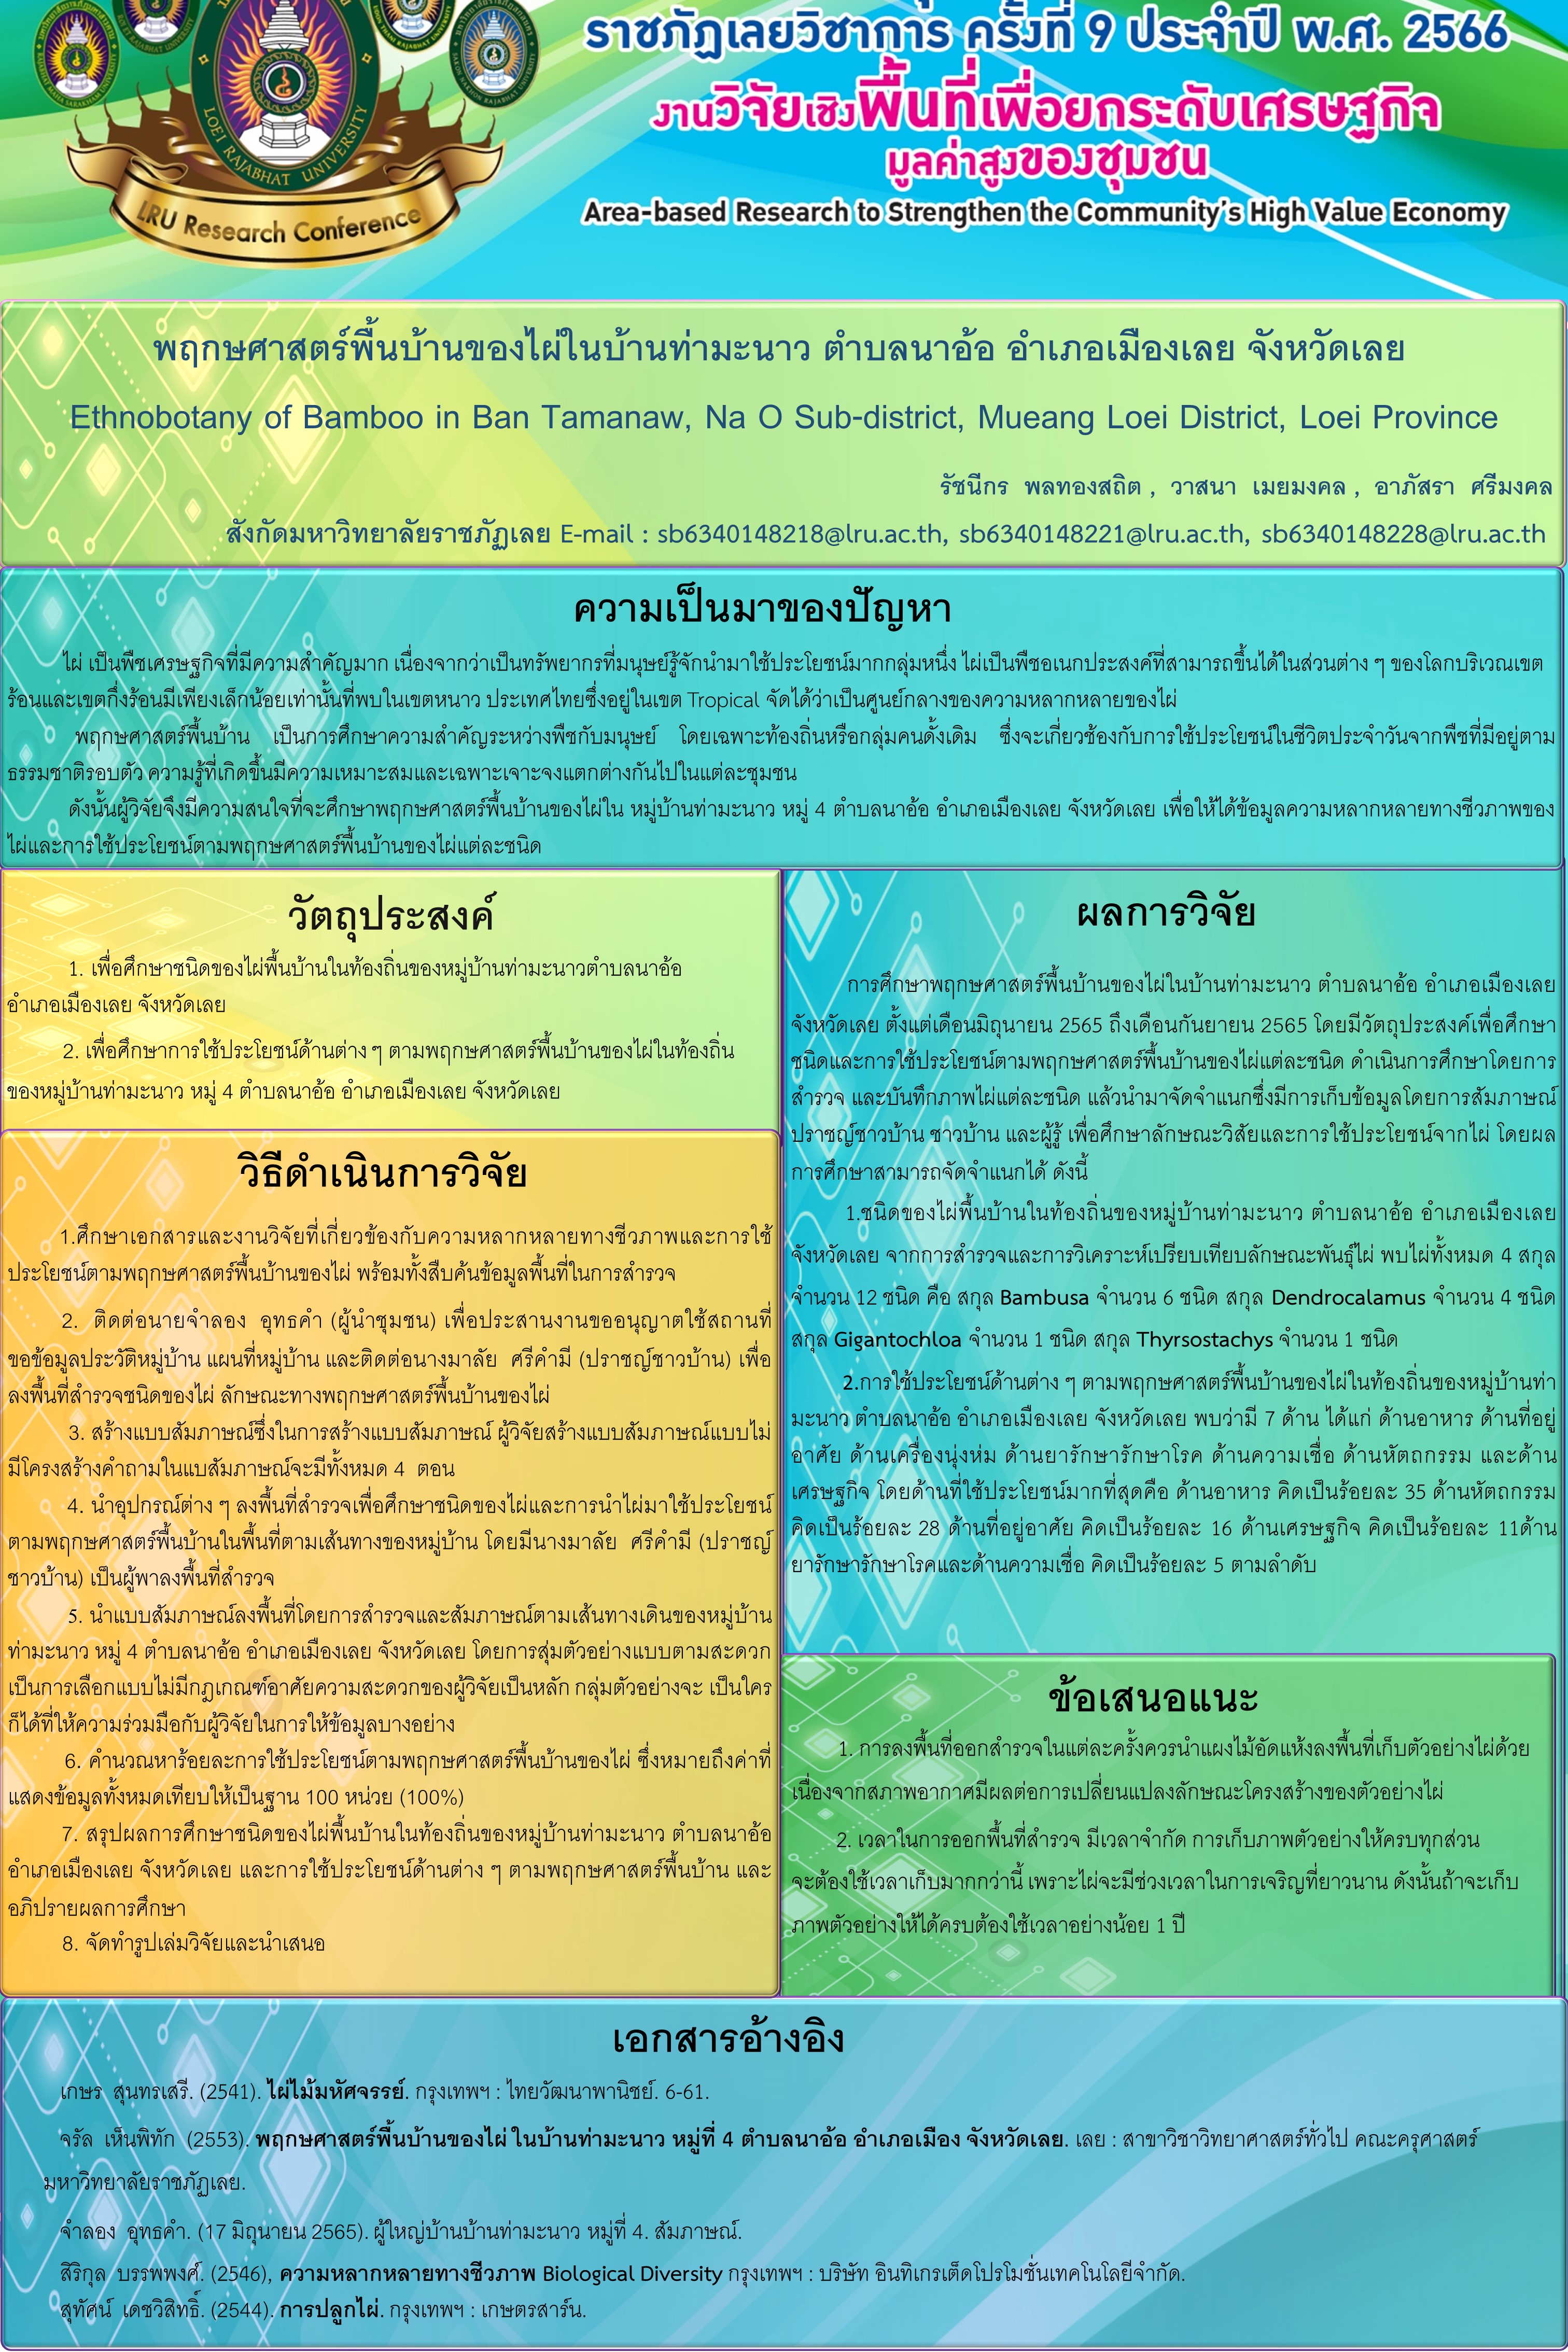 ราชภัฏเลยวิชาการ ครั้งที่ 9 ประจำปี พ.ศ. 2566
งานวิจัยเชิงพื้นที่เพื่อยกระดับเศรษฐกิจ
มูลค่าสูงของชุมชน
Area-based Research to Strengthen the Community's High Value Economy
LOEI RAJABHAT UNIVERSITY
LRU Research Conference
พฤกษศาสตร์พื้นบ้านของไผ่ในบ้านท่ามะนาว ตำบลนาอ้อ อำเภอเมืองเลย จังหวัดเลย
Ethnobotany of Bamboo in Ban Tamanaw, Na O Sub-district, Mueang Loei District, Loei Province
รัชนีกร พลทองสถิต , วาสนา เมยมงคล , อาภัสรา ศรีมงคล
สังกัดมหาวิทยาลัยราชภัฏเลย E-mail : sb6340148218@lru.ac.th, sb6340148221@lru.ac.th, sb6340148228@lru.ac.th
ความเป็นมาของปัญหา
ไผ่ เป็นพืชเศรษฐกิจที่มีความสำคัญมาก เนื่องจากว่าเป็นทรัพยากรที่มนุษย์รู้จักนำมาใช้ประโยชน์มากกลุ่มหนึ่ง ไผ่เป็นพืชอเนกประสงค์ที่สามารถขึ้นได้ในส่วนต่าง ๆ ของโลกบริเวณเขต
ร้อนและเขตกึ่งร้อนมีเพียงเล็กน้อยเท่านั้นที่พบในเขตหนาว ประเทศไทยซึ่งอยู่ในเขต Tropical จัดได้ว่าเป็นศูนย์กลางของความหลากหลายของไผ่
พฤกษศาสตร์พื้นบ้าน เป็นการศึกษาความสำคัญระหว่างพืชกับมนุษย์ โดยเฉพาะท้องถิ่นหรือกลุ่มคนดั้งเดิม ซึ่งจะเกี่ยวช้องกับการใช้ประโยชน์ในชีวิตประจำวันจากพืชที่มีอยู่ตาม
ธรรมชาติรอบตัว ความรู้ที่เกิดขึ้นมีความเหมาะสมและเฉพาะเจาะจงแตกต่างกันไปในแต่ละชุมชน
ดังนั้นผู้วิจัยจึงมีความสนใจที่จะศึกษาพฤกษศาสตร์พื้นบ้านของไผ่ใน หมู่บ้านท่ามะนาว หมู่ 4 ตำบลนาอ้อ อำเภอเมืองเลย จังหวัดเลย เพื่อให้ได้ข้อมูลความหลากหลายทางชีวภาพของ
ไผ่และการใช้ประโยชน์ตามพฤกษศาสตร์พื้นบ้านของไผ่แต่ละชนิด
วัตถุประสงค์
1. เพื่อศึกษาชนิดของไผ่พื้นบ้านในท้องถิ่นของหมู่บ้านท่ามะนาวตำบลนาอ้อ
อำเภอเมืองเลย จังหวัดเลย
2. เพื่อศึกษาการใช้ประโยชน์ด้านต่าง ๆ ตามพฤกษศาสตร์พื้นบ้านของไผ่ในท้องถิ่น
ของหมู่บ้านท่ามะนาว หมู่ 4 ตำบลนาอ้อ อำเภอเมืองเลย จังหวัดเลย
วิธีดำเนินการวิจัย
1.ศึกษาเอกสารและงานวิจัยที่เกี่ยวข้องกับความหลากหลายทางชีวภาพและการใช้
ประโยชน์ตามพฤกษศาสตร์พื้นบ้านของไผ่ พร้อมทั้งสืบค้นข้อมูลพื้นที่ในการสำรวจ
2. ติดต่อนายจำลอง อุทธคำ (ผู้นำชุมชน) เพื่อประสานงานขออนุญาตใช้สถานที่
ขอข้อมูลประวัติหมู่บ้าน แผนที่หมู่บ้าน และติดต่อนางมาลัย ศรีคำมี (ปราชญ์ชาวบ้าน) เพื่อ
ลงพื้นที่สำรวจชนิดของไผ่ ลักษณะทางพฤกษศาสตร์พื้นบ้านของไผ่
3. สร้างแบบสัมภาษณ์ซึ่งในการสร้างแบบสัมภาษณ์ ผู้วิจัยสร้างแบบสัมภาษณ์แบบไม่
มีโครงสร้างคำถามในแบสัมภาษณ์จะมีทั้งหมด 4 ตอน
4. นำอุปกรณ์ต่าง ๆ ลงพื้นที่สำรวจเพื่อศึกษาชนิดของไผ่และการนำไผ่มาใช้ประโยชน์
ตามพฤกษศาสตร์พื้นบ้านในพื้นที่ตามเส้นทางของหมู่บ้าน โดยมีนางมาลัย ศรีคำมี (ปราชญ์
ชาวบ้าน) เป็นผู้พาลงพื้นที่สำรวจ
5. นำแบบสัมภาษณ์ลงพื้นที่โดยการสำรวจและสัมภาษณ์ตามเส้นทางเดินของหมู่บ้าน
ท่ามะนาว หมู่ 4 ตำบลนาอ้อ อำเภอเมืองเลย จังหวัดเลย โดยการสุ่มตัวอย่างแบบตามสะดวก
เป็นการเลือกแบบไม่มีกฎเกณฑ์อาศัยความสะดวกของผู้วิจัยเป็นหลัก กลุ่มตัวอย่างจะ เป็นใคร
ก็ได้ที่ให้ความร่วมมือกับผู้วิจัยในการให้ข้อมูลบางอย่าง
6. คำนวณหาร้อยละการใช้ประโยชน์ตามพฤกษศาสตร์พื้นบ้านของไผ่ ซึ่งหมายถึงค่าที่
แสดงข้อมูลทั้งหมดเทียบให้เป็นฐาน 100 หน่วย (100%)
7. สรุปผลการศึกษาชนิดของไผ่พื้นบ้านในท้องถิ่นของหมู่บ้านท่ามะนาว ตำบลนาอ้อ
อำเภอเมืองเลย จังหวัดเลย และการใช้ประโยชน์ด้านต่าง ๆ ตามพฤกษศาสตร์พื้นบ้าน และ
อภิปรายผลการศึกษา
8. จัดทำรูปเล่มวิจัยและนำเสนอ
ผลการวิจัย
การศึกษาพฤกษศาสตร์พื้นบ้านของไผ่ในบ้านท่ามะนาว ตำบลนาอ้อ อำเภอเมืองเลย
จังหวัดเลย ตั้งแต่เดือนมิถุนายน 2565 ถึงเดือนกันยายน 2565 โดยมีวัตถุประสงค์เพื่อศึกษา
ชนิดและการใช้ประโยชน์ตามพฤกษศาสตร์พื้นบ้านของไผ่แต่ละชนิด ดำเนินการศึกษาโดยการ
สำรวจ และบันทึกภาพไผ่แต่ละชนิด แล้วนำมาจัดจำแนกซึ่งมีการเก็บข้อมูลโดยการสัมภาษณ์
ปราชญ์ชาวบ้าน ชาวบ้าน และผู้รู้ เพื่อศึกษาลักษณะวิสัยและการใช้ประโยชน์จากไผ่ โดยผล
การศึกษาสามารถจัดจำแนกได้ ดังนี้
1.ชนิดของไผ่พื้นบ้านในท้องถิ่นของหมู่บ้านท่ามะนาว ตำบลนาอ้อ อำเภอเมืองเลย
จังหวัดเลย จากการสำรวจและการวิเคราะห์เปรียบเทียบลักษณะพันธุ์ไผ่ พบไผ่ทั้งหมด 4 สกุล
จำนวน 12 ชนิด คือ สกุล Bambusa จำนวน 6 ชนิด สกุล Dendrocalamus จำนวน 4 ชนิด
สกุล Gigantochloa จำนวน 1 ชนิด สกุล Thyrsostachys จำนวน 1 ชนิด
2.การใช้ประโยชน์ด้านต่าง ๆ ตามพฤกษศาสตร์พื้นบ้านของไผ่ในท้องถิ่นของหมู่บ้านท่า
มะนาว ตำบลนาอ้อ อำเภอเมืองเลย จังหวัดเลย พบว่ามี 7 ด้าน ได้แก่ ด้านอาหาร ด้านที่อยู่
อาศัย ด้านเครื่องนุ่งห่ม ด้านยารักษารักษาโรค ด้านความเชื่อ ด้านหัตถกรรม และด้าน
เศรษฐกิจ โดยด้านที่ใช้ประโยชน์มากที่สุดคือ ด้านอาหาร คิดเป็นร้อยละ 35 ด้านหัตถกรรม
คิดเป็นร้อยละ 28 ด้านที่อยู่อาศัย คิดเป็นร้อยละ 16 ด้านเศรษฐกิจ คิดเป็นร้อยละ 11ด้าน
ยารักษารักษาโรคและด้านความเชื่อ คิดเป็นร้อยละ 5 ตามลำดับ
ข้อเสนอแนะ
1. การลงพื้นที่ออกสำรวจในแต่ละครั้งควรนำแผงไม้อัดแห้งลงพื้นที่เก็บตัวอย่างไผ่ด้วย
เนื่องจากสภาพอากาศมีผลต่อการเปลี่ยนแปลงลักษณะโครงสร้างของตัวอย่างไผ่
2. เวลาในการออกพื้นที่สำรวจ มีเวลาจำกัด การเก็บภาพตัวอย่างให้ครบทุกส่วน
จะต้องใช้เวลาเก็บมากกว่านี้ เพราะไผ่จะมีช่วงเวลาในการเจริญที่ยาวนาน ดังนั้นถ้าจะเก็บ
ภาพตัวอย่างให้ได้ครบต้องใช้เวลาอย่างน้อย 1 ปี
เอกสารอ้างอิง
เกษร สุนทรเสรี. (2541). ไผ่ไม้มหัศจรรย์. กรุงเทพฯ : ไทยวัฒนาพานิชย์. 6-61.
จรัล เห็นพิทัก (2553). พฤกษศาสตร์พื้นบ้านของไผ่ ในบ้านท่ามะนาว หมู่ที่ 4 ตำบลนาอ้อ อำเภอเมือง จังหวัดเลย. เลย : สาขาวิชาวิทยาศาสตร์ทั่วไป คณะครุศาสตร์
มหาวิทยาลัยราชภัฏเลย.
จำลอง อุทธคำ. (17 มิถุนายน 2565). ผู้ใหญ่บ้านบ้านท่ามะนาว หมู่ที่ 4. สัมภาษณ์.
สิริกุล บรรพพงศ์. (2546), ความหลากหลายทางชีวภาพ Biological Diversity กรุงเทพฯ : บริษัท อินทิเกรเต็ดโปรโมชั่นเทคโนโลยีจำกัด.
สุทัศน์ เดชวิสิทธิ์. (2544). การปลูกไผ่. กรุงเทพฯ : เกษตรสาร์น.